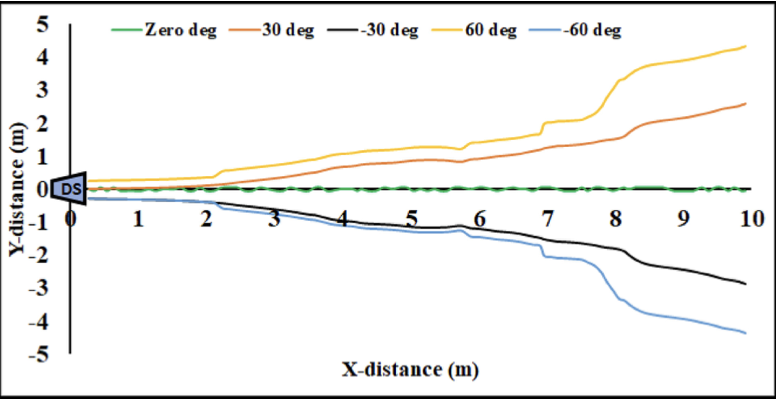 Zero deg 30 deg -30 deg 60 deg -60 deg
5
4
3
2
1
0
-1
-2
-3
-4
-5
Y-distance (m)
DS
0 1 2 3 4 5 6 7 8 9 10
X-distance (m)